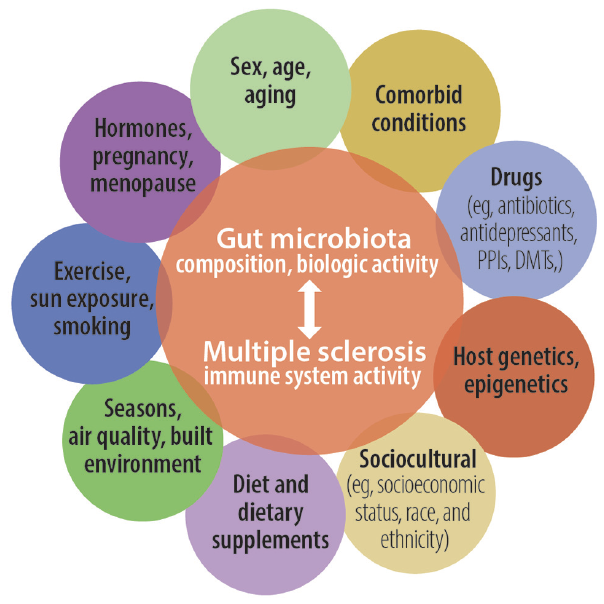 Sex, age,
aging
Comorbid
conditions
Drugs
(eg, antibiotics,
antidepressants,
PPIs, DMTs,)
Host genetics,
epigenetics
Sociocultural
(eg, socioeconomic
status, race, and
ethnicity)
Diet and
dietary
supplements
Seasons,
air quality, built
environment
Exercise,
sun exposure,
smoking
Hormones,
pregnancy,
menopause
Gut microbiota
composition, biologic activity
Multiple sclerosis
immune system activity